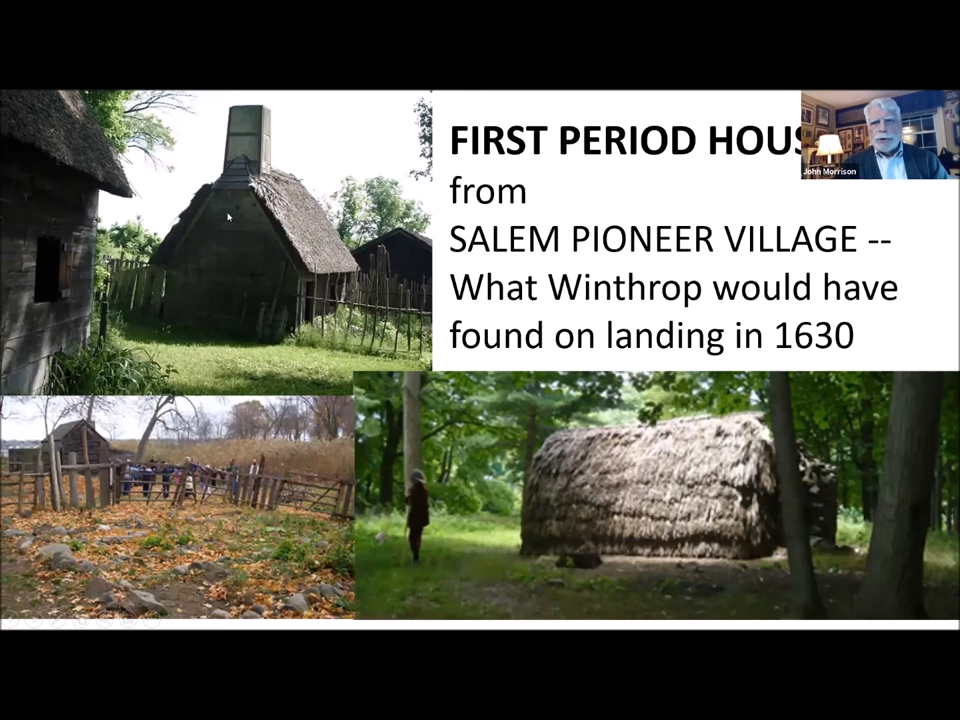 FIRST PERIOD HOUS
from
SALEM PIONEER VILLAGE --
What Winthrop would have
found on landing in 1630
John Morrison